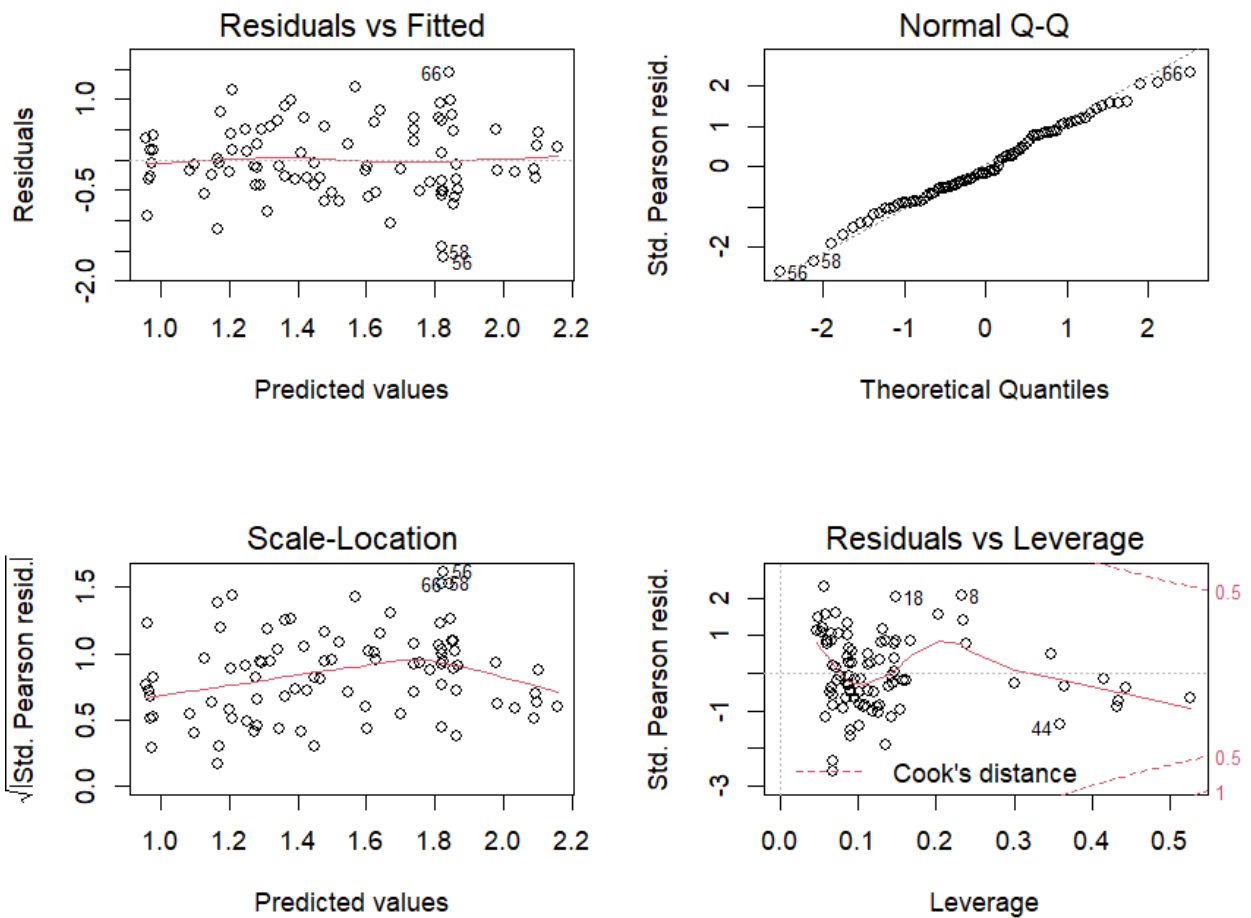 Residuals vs Fitted
Residuals
1.0
-0.5
-2.0
66
58
56
1.0 1.2 1.4 1.6 1.8 2.0 2.2
Predicted values
Normal Q-Q
Std. Pearson resid.
2
1
0
-2
66
58
56
-2 -1 0 1 2
Theoretical Quantiles
Scale-Location
√|Std. Pearson resid.|
1.5
1.0
0.5
0.0
56
66 58
1.0 1.2 1.4 1.6 1.8 2.0 2.2
Predicted values
Residuals vs Leverage
Std. Pearson resid.
2
1
-1
-3
18
8
44
0.5
0.5
1
Cook's distance
0.0 0.1 0.2 0.3 0.4 0.5
Leverage